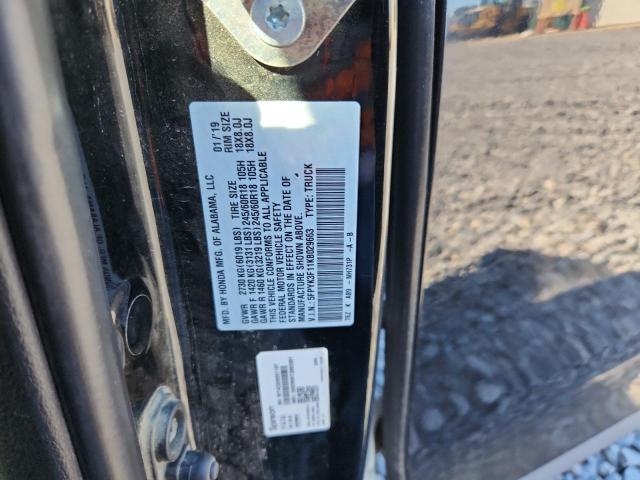 MFD. BY HONDA MFG. OF ALABAMA, LLC 01/'19
GVWR 2730 KG(6019 LBS) TIRE SIZE RIM SIZE
GAWR F 1420 KG(3131 LBS) 245/60R18 105H 18X8.0J
GAWR R 1460 KG(3219 LBS) 245/60R18 105H 18X8.0J
THIS VEHICLE CONFORMS TO ALL APPLICABLE
FEDERAL MOTOR VEHICLE SAFETY
STANDARDS IN EFFECT ON THE DATE OF
MANUFACTURE SHOWN ABOVE.
V.I.N.: 5FPYK3F11KB029663 TYPE: TRUCK
T6Z K A89 -NH731P -A-B